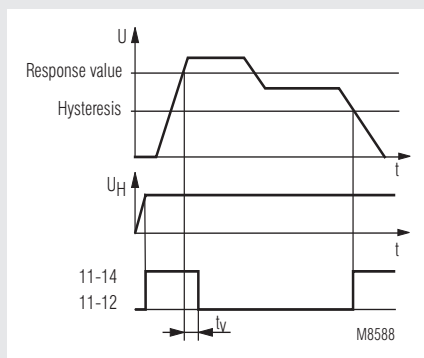 U
Response value
Hysteresis
t
UH
t
11-14
11-12
tv
M8588